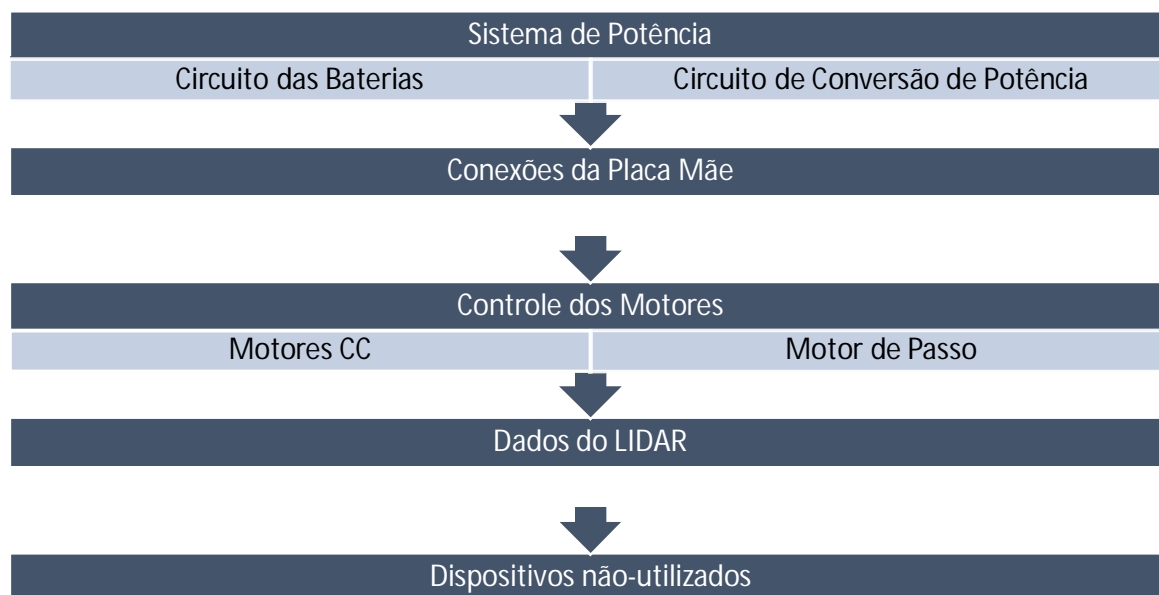 Sistema de Potência
Circuito das Baterias
Circuito de Conversão de Potência
Conexões da Placa Mãe
Controle dos Motores
Motores CC
Motor de Passo
Dados do LIDAR
Dispositivos não-utilizados